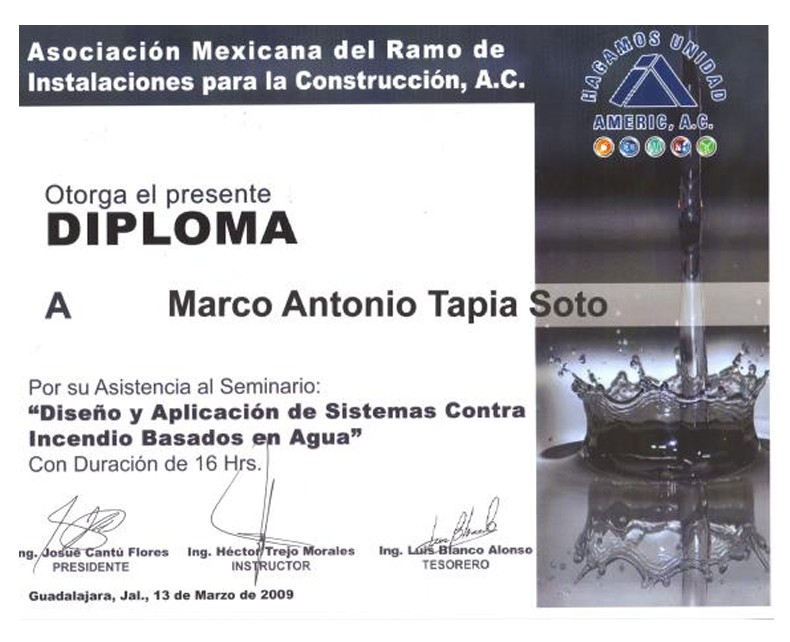 Asociación Mexicana del Ramo de
Instalaciones para la Construcción, A.C.
HAGAMOS UNIDAD
AMERIC, A.C.
Otorga el presente
DIPLOMA
A Marco Antonio Tapia Soto
Por su Asistencia al Seminario:
“Diseño y Aplicación de Sistemas Contra
Incendio Basados en Agua”
Con Duración de 16 Hrs.
ng. Josué Cantú Flores Ing. Héctor Trejo Morales Ing. Luis Blanco Alonso
PRESIDENTE INSTRUCTOR TESORERO
Guadalajara, Jal., 13 de Marzo de 2009